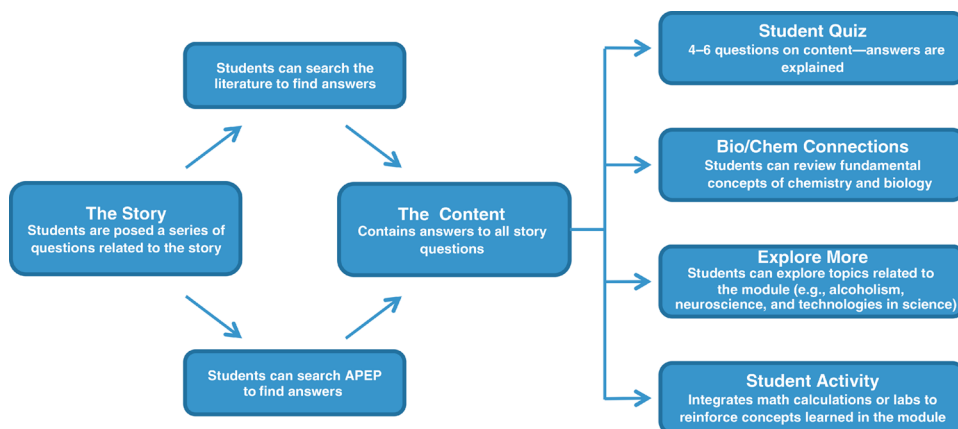 Students can search the
literature to find answers
The Story
Students are posed a series of
questions related to the story
Students can search APEP
to find answers
The Content
Contains answers to all story
questions
Student Quiz
4–6 questions on content—answers are
explained
Bio/Chem Connections
Students can review fundamental
concepts of chemistry and biology
Explore More
Students can explore topics related to
the module (e.g., alcoholism,
neuroscience, and technologies in science)
Student Activity
Integrates math calculations or labs to
reinforce concepts learned in the module